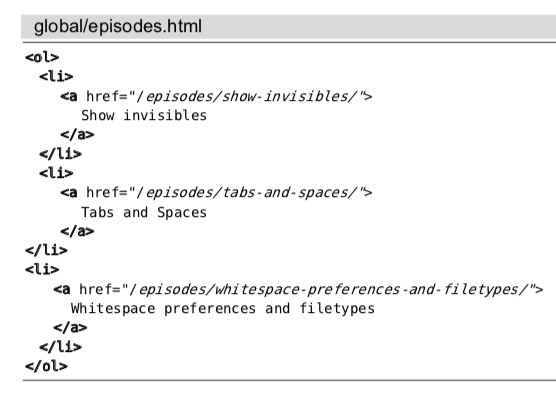 global/episodes.html
<ol>
  <li>
    <a href="/episodes/show-invisibles/">
      Show invisibles
    </a>
  </li>
  <li>
    <a href="/episodes/tabs-and-spaces/">
      Tabs and Spaces
    </a>
</li>
<li>
   <a href="/episodes/whitespace-preferences-and-filetypes/">
     Whitespace preferences and filetypes
   </a>
  </li>
</ol>